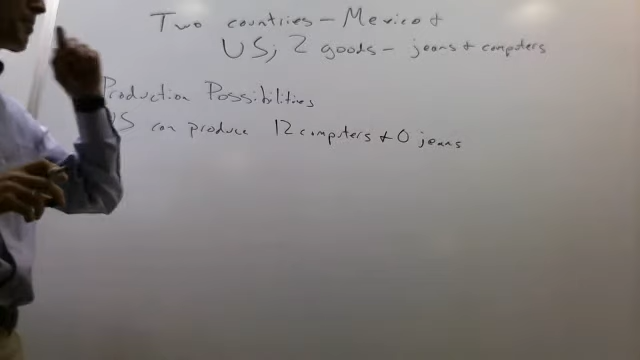 Two countries - Mexico +
US; 2 goods - jeans + computers
Production Possibilities
US can produce 12 computers + 0 jeans